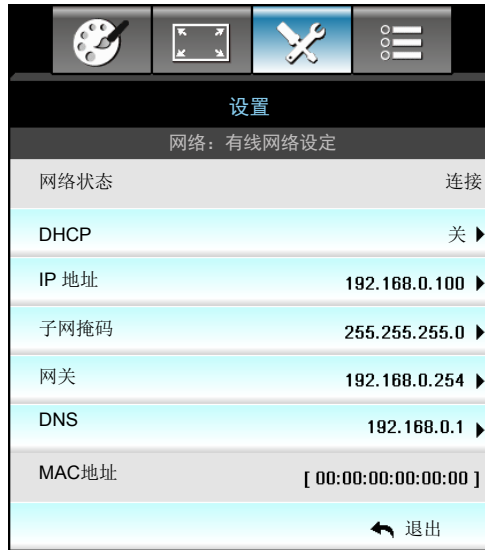 设置
网络：有线网络设定
网络状态 连接
DHCP 关
IP 地址 192.168.0.100
子网掩码 255.255.255.0
网关 192.168.0.254
DNS 192.168.0.1
MAC地址 [ 00:00:00:00:00:00 ]
退出